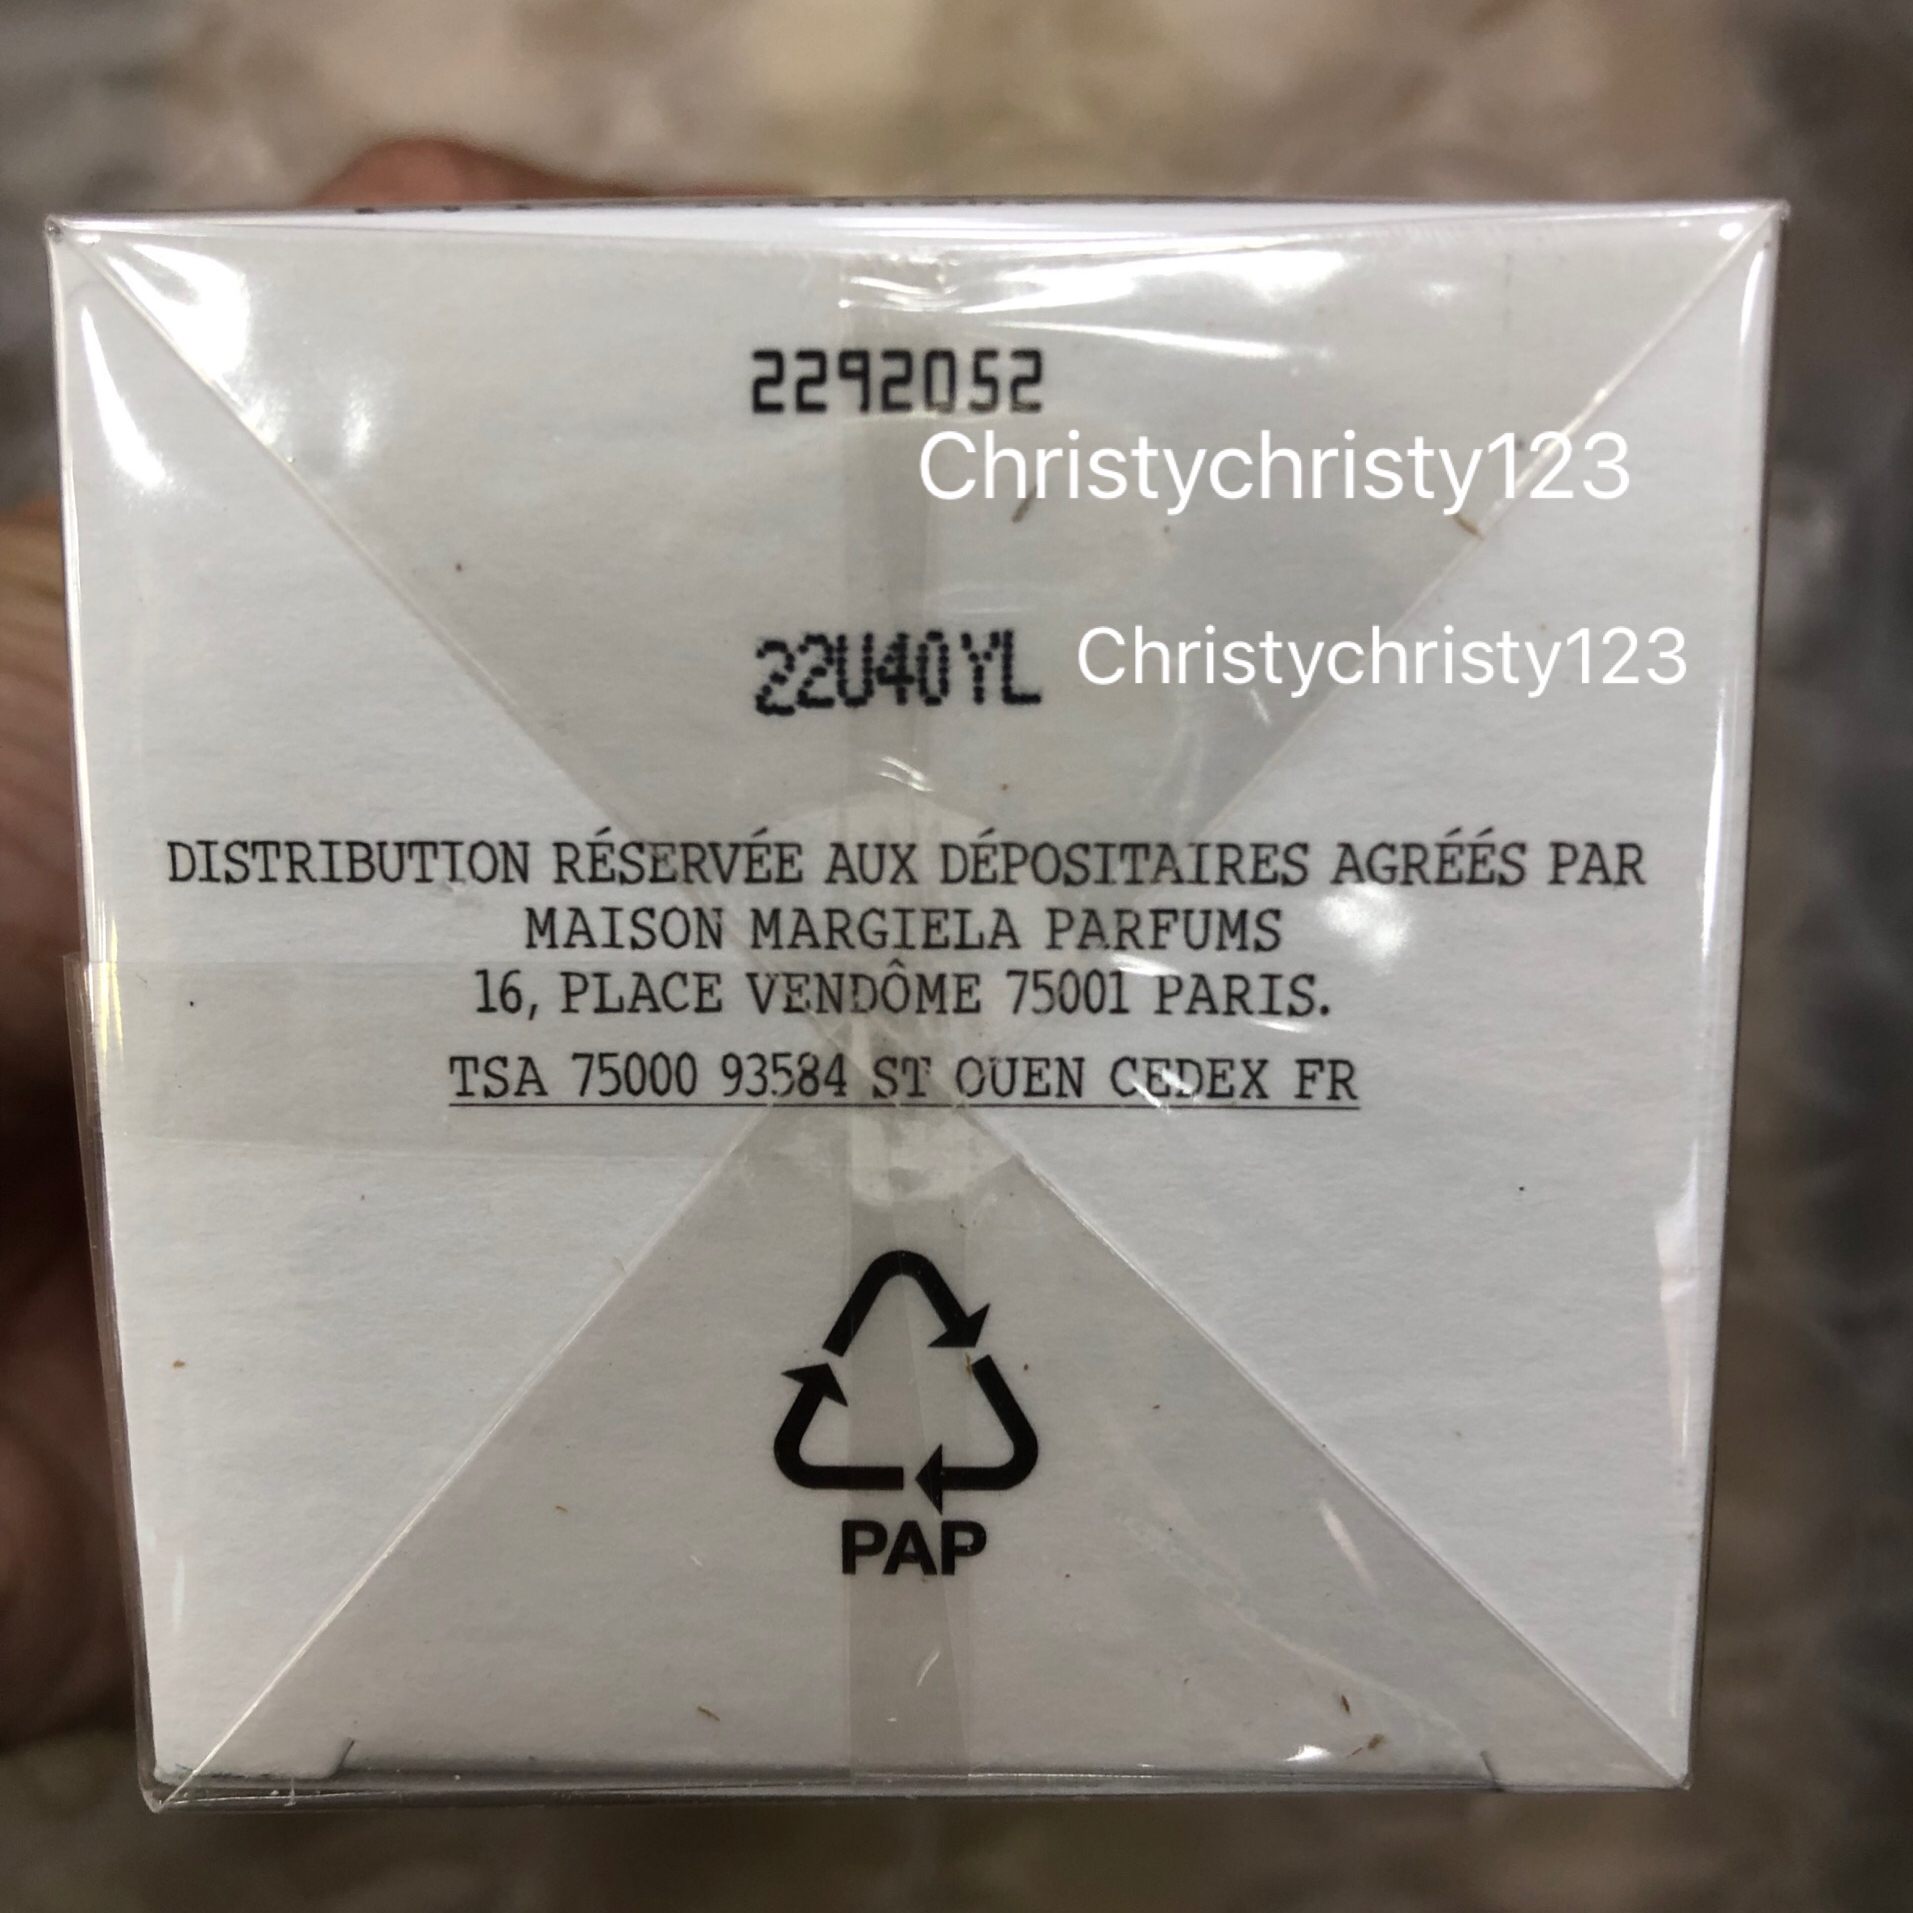 2292052
Christychristy123
22U40YL Christychristy123
DISTRIBUTION RÉSERVÉE AUX DÉPOSITAIRES AGRÉÉS PAR
MAISON MARGIELA PARFUMS
16, PLACE VENDÔME 75001 PARIS.
TSA 75000 93584 ST OUEN CEDEX FR
PAP